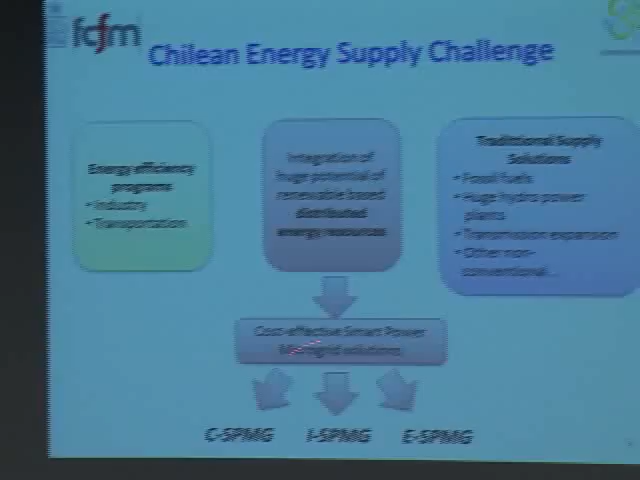 fcfm
Chilean Energy Supply Challenge
Energy efficiency
programs
• Industry
• Transportation
Integration of
huge potential of
renewable based
distributed
energy resources
Traditional Supply
Solutions
• Fossil fuels
• Huge hydro power
plants
• Transmission expansion
• Other non-
conventional...
Cost-effective Smart Power
Microgrid solutions
C-SPMG I-SPMG E-SPMG